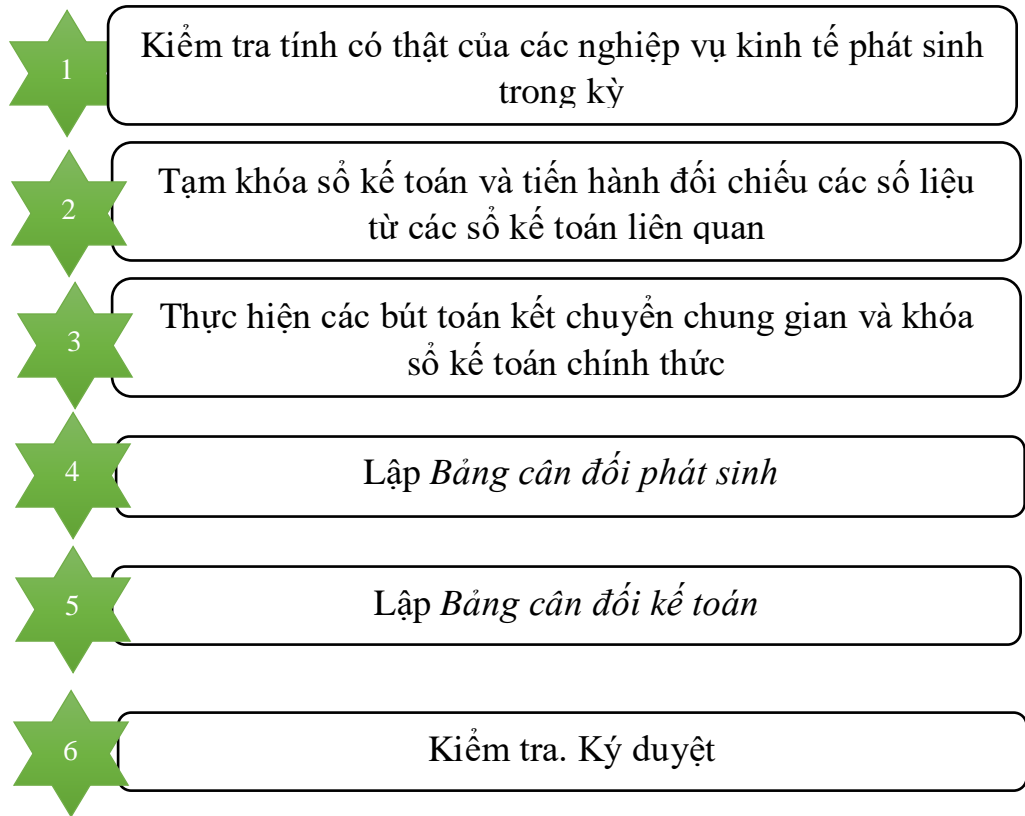 1
Kiểm tra tính có thật của các nghiệp vụ kinh tế phát sinh
trong kỳ
2
Tạm khóa sổ kế toán và tiến hành đối chiếu các số liệu
từ các sổ kế toán liên quan
3
Thực hiện các bút toán kết chuyển chung gian và khóa
sổ kế toán chính thức
4
Lập Bảng cân đối phát sinh
5
Lập Bảng cân đối kế toán
6
Kiểm tra. Ký duyệt